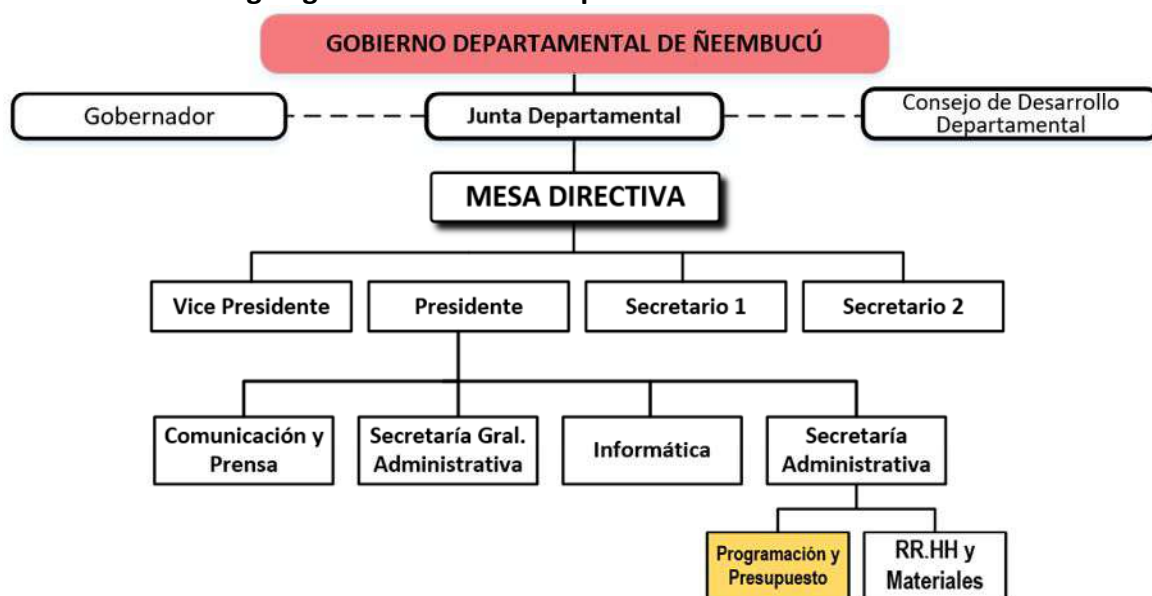 GOBIERNO DEPARTAMENTAL DE ÑEEMBUCÚ
Gobernador
Junta Departamental
Consejo de Desarrollo
Departamental
MESA DIRECTIVA
Vice Presidente
Presidente
Secretario 1
Secretario 2
Comunicación y
Prensa
Secretaría Gral.
Administrativa
Informática
Secretaría
Administrativa
Programación y
Presupuesto
RR.HH y
Materiales